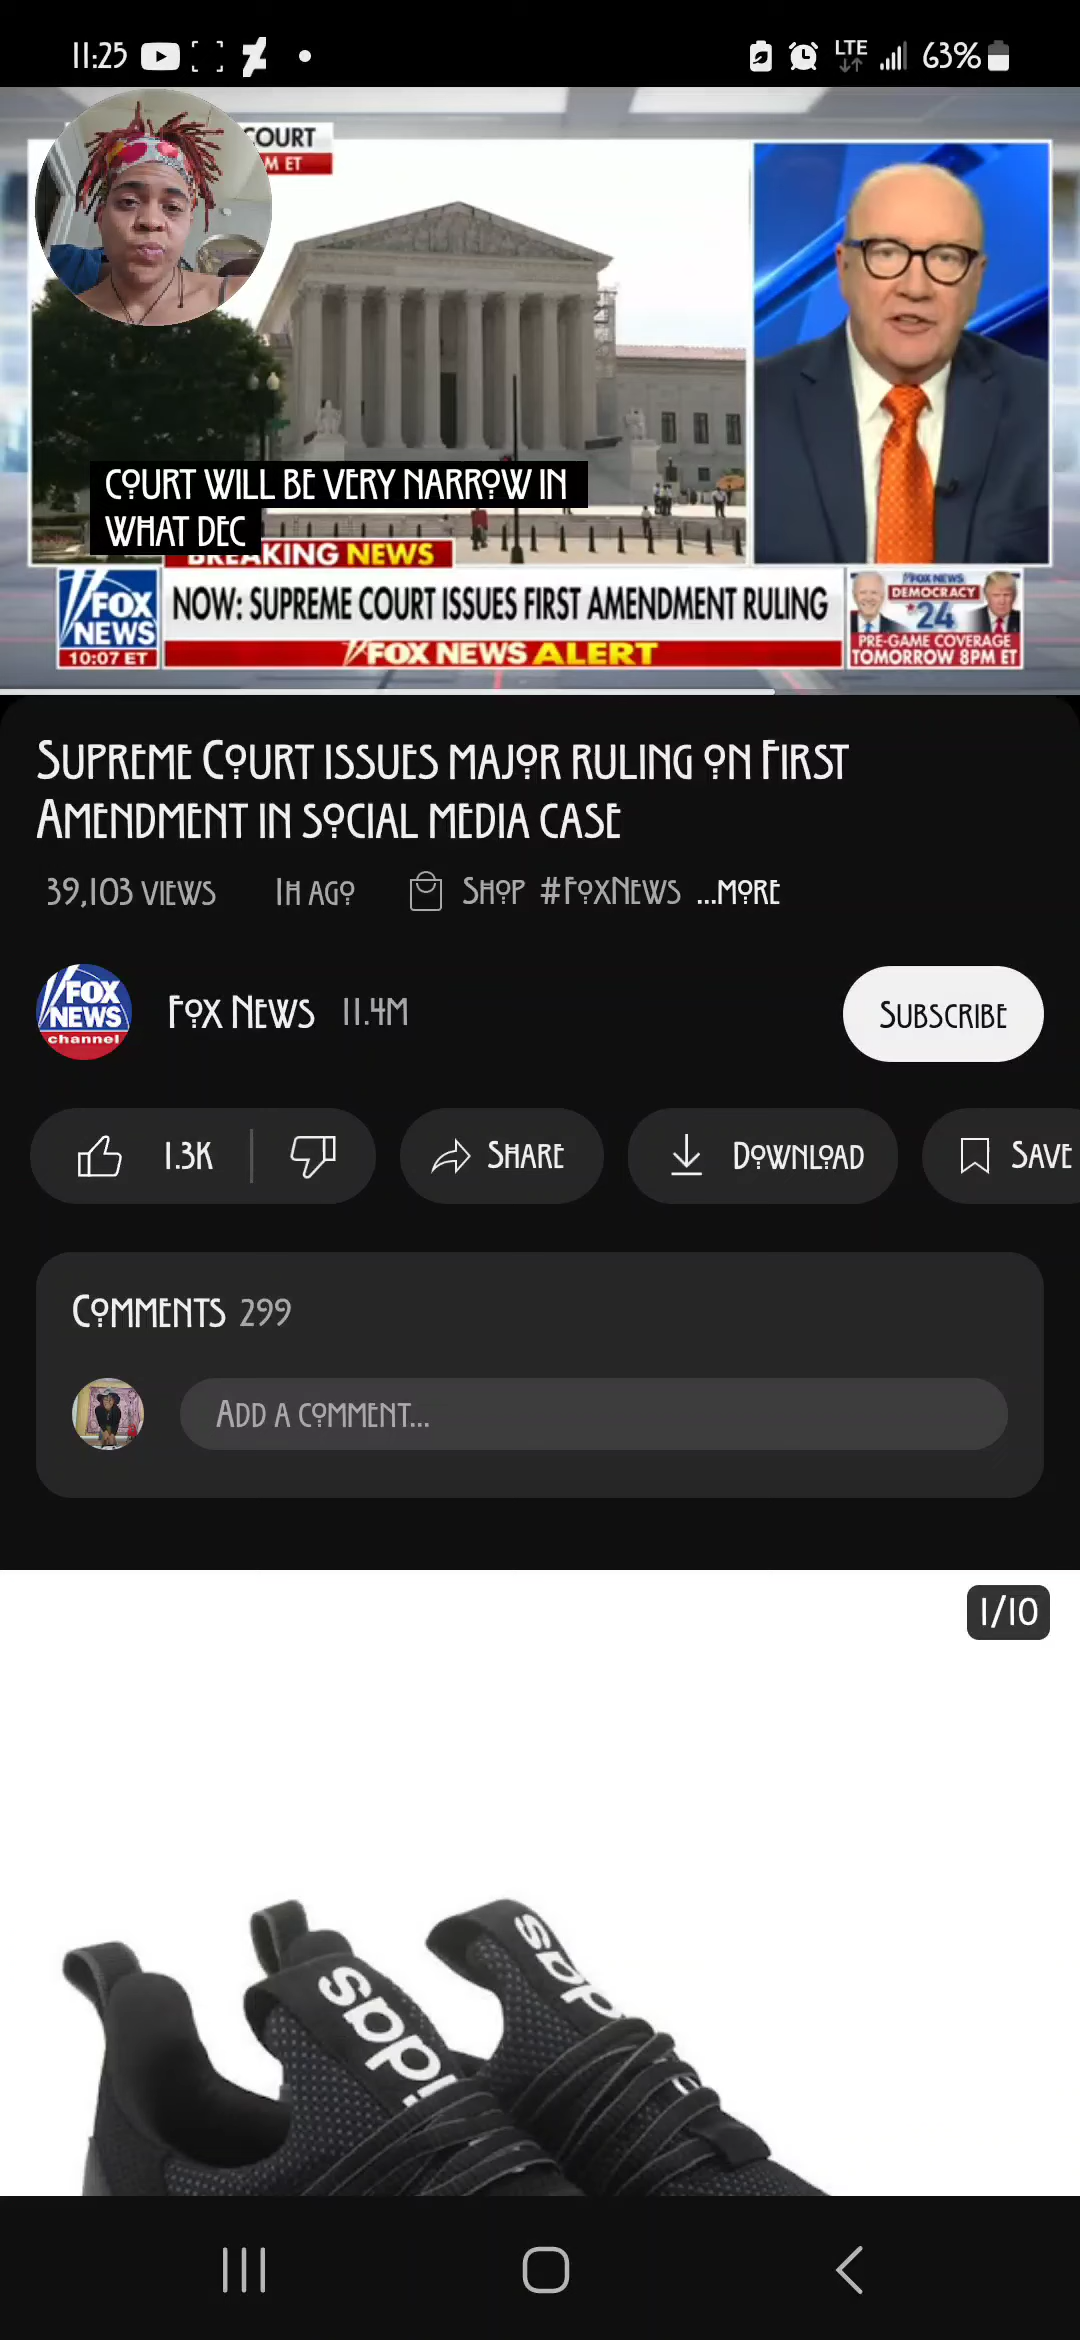 11:25
LTE
63%
COURT
M ET
COURT WILL BE VERY NARROW IN
WHAT DEC
BREAKING NEWS
FOX
NEWS
10:07 ET
NOW: SUPREME COURT ISSUES FIRST AMENDMENT RULING
FOX NEWS ALERT
FOX NEWS
DEMOCRACY
'24
PRE-GAME COVERAGE
TOMORROW 8PM ET
Supreme Court issues major ruling on First
Amendment in social media case
39,103 views 1h ago Shop #FoxNews ...more
FOX
NEWS
channel
Fox News 11.4M
Subscribe
1.3K
Share
Download
Save
Comments 299
Add a comment...
1/10
adidas
adidas